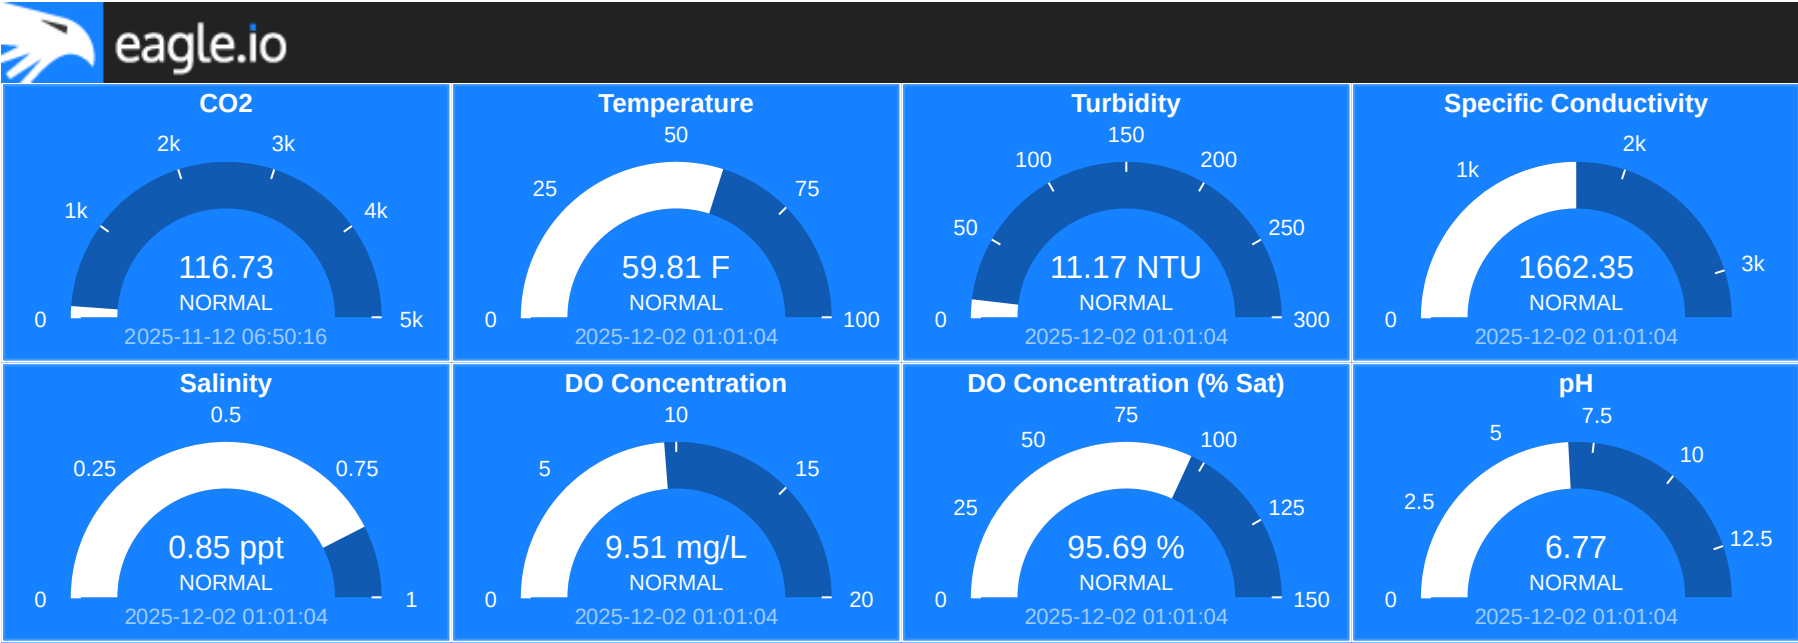 eagle.io
CO2
0
1k
2k
3k
4k
5k
116.73
NORMAL
2025-11-12 06:50:16
Temperature
0
25
50
75
100
59.81 F
NORMAL
2025-12-02 01:01:04
Turbidity
0
50
100
150
200
250
300
11.17 NTU
NORMAL
2025-12-02 01:01:04
Specific Conductivity
0
1k
2k
3k
1662.35
NORMAL
2025-12-02 01:01:04
Salinity
0
0.25
0.5
0.75
1
0.85 ppt
NORMAL
2025-12-02 01:01:04
DO Concentration
0
5
10
15
20
9.51 mg/L
NORMAL
2025-12-02 01:01:04
DO Concentration (% Sat)
0
25
50
75
100
125
150
95.69 %
NORMAL
2025-12-02 01:01:04
pH
0
2.5
5
7.5
10
12.5
6.77
NORMAL
2025-12-02 01:01:04